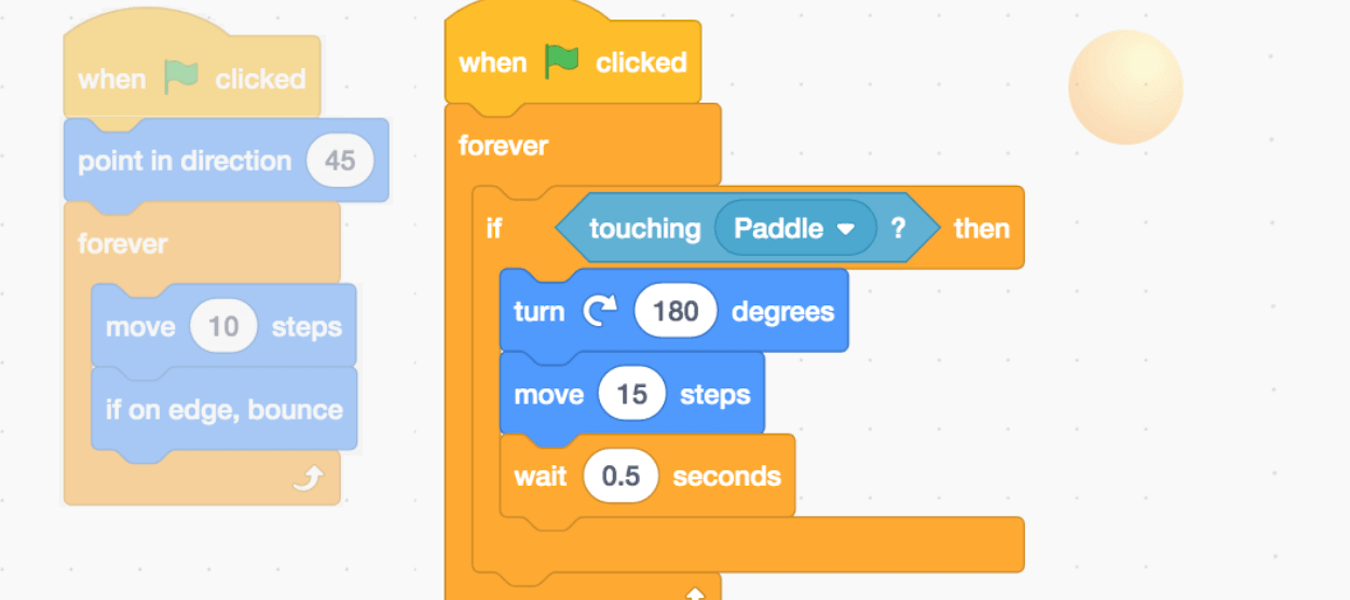 when clicked
point in direction 45
forever
move 10 steps
if on edge, bounce
when clicked
forever
if touching Paddle ? then
turn 180 degrees
move 15 steps
wait 0.5 seconds